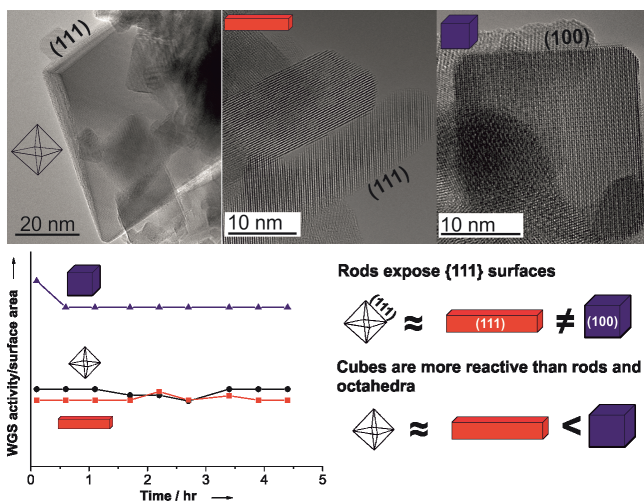 (111)
20 nm
(111)
10 nm
(100)
10 nm
WGS activity/surface area
0 1 2 3 4 5
Time / hr
Rods expose {111} surfaces
(111)
≈ (111) ≠ (100)
Cubes are more reactive than rods and
octahedra
≈ <